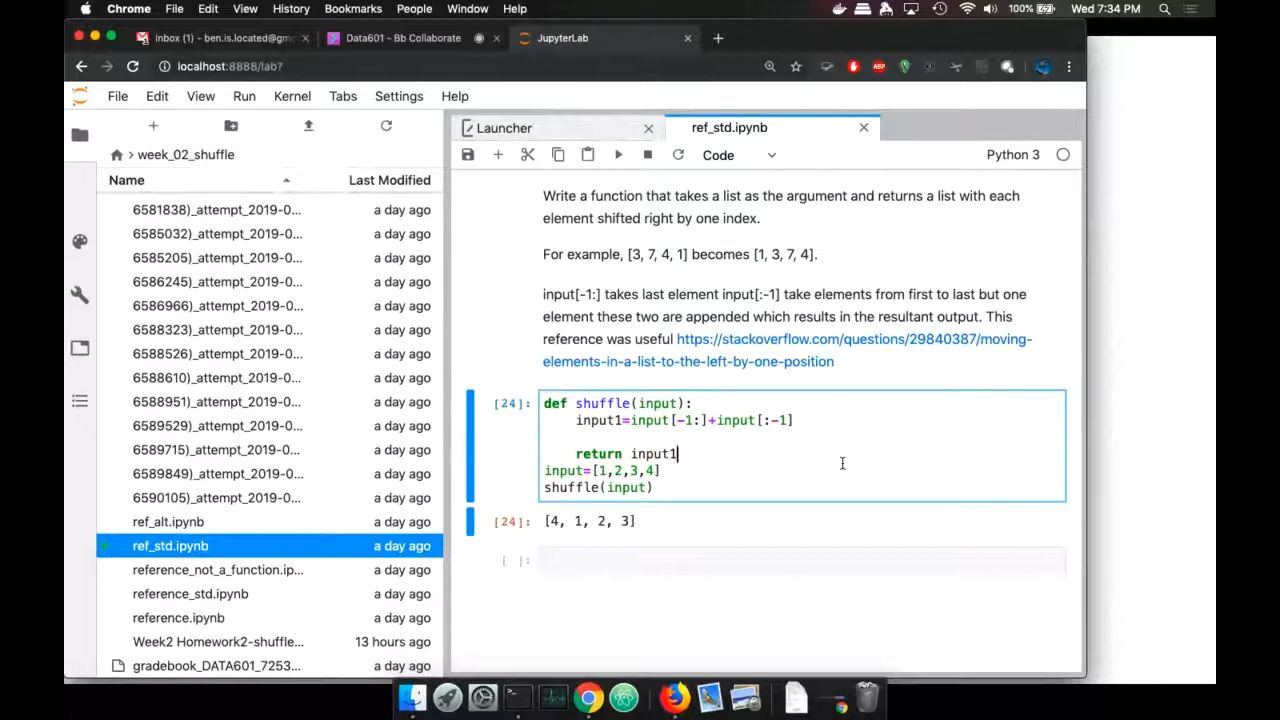 Chrome File Edit View History Bookmarks People Window Help 100% Wed 7:34 PM
Inbox (1) - ben.is.located@gm
Data601 - Bb Collaborate
JupyterLab
localhost:8888/lab?
ABP
File Edit View Run Kernel Tabs Settings Help
Launcher
ref_std.ipynb
Code
Python 3
week_02_shuffle
Name Last Modified
6581838)_attempt_2019-0... a day ago
6585032)_attempt_2019-0... a day ago
6585205)_attempt_2019-0... a day ago
6586245)_attempt_2019-0... a day ago
6586966)_attempt_2019-0... a day ago
6588323)_attempt_2019-0... a day ago
6588526)_attempt_2019-0... a day ago
6588610)_attempt_2019-0... a day ago
6588951)_attempt_2019-0... a day ago
6589529)_attempt_2019-0... a day ago
6589715)_attempt_2019-0... a day ago
6589849)_attempt_2019-0... a day ago
6590105)_attempt_2019-0... a day ago
ref_alt.ipynb a day ago
ref_std.ipynb a day ago
reference_not_a_function.ip... a day ago
reference_std.ipynb a day ago
reference.ipynb a day ago
Week2 Homework2-shuffle... 13 hours ago
gradebook_DATA601_7253... a day ago
Write a function that takes a list as the argument and returns a list with each
element shifted right by one index.
For example, [3, 7, 4, 1] becomes [1, 3, 7, 4].
input[-1:] takes last element input[:-1] take elements from first to last but one
element these two are appended which results in the resultant output. This
reference was useful https://stackoverflow.com/questions/29840387/moving-
elements-in-a-list-to-the-left-by-one-position
[24]: def shuffle(input):
input1=input[-1:]+input[:-1]
return input1
input=[1,2,3,4]
shuffle(input)
[24]: [4, 1, 2, 3]
[ ]: